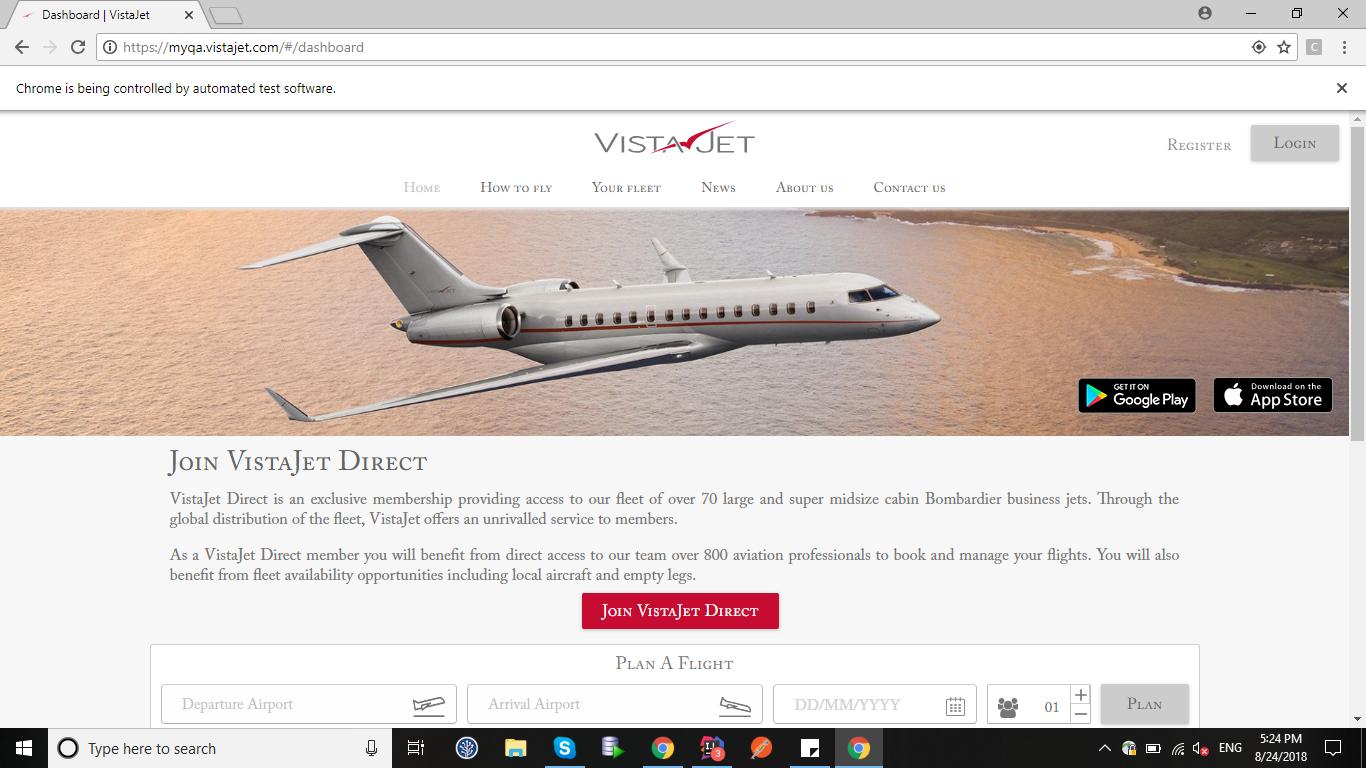 Dashboard | VistaJet
https://myqa.vistajet.com/#/dashboard
C
Chrome is being controlled by automated test software.
VISTAJET
REGISTER
LOGIN
HOME
HOW TO FLY
YOUR FLEET
NEWS
ABOUT US
CONTACT US
GET IT ON
Google Play
Download on the
App Store
JOIN VISTAJET DIRECT
VistaJet Direct is an exclusive membership providing access to our fleet of over 70 large and super midsize cabin Bombardier business jets. Through the
global distribution of the fleet, VistaJet offers an unrivalled service to members.
As a VistaJet Direct member you will benefit from direct access to our team over 800 aviation professionals to book and manage your flights. You will also
benefit from fleet availability opportunities including local aircraft and empty legs.
JOIN VISTAJET DIRECT
PLAN A FLIGHT
Departure Airport
Arrival Airport
DD/MM/YYYY
01
PLAN
Type here to search
S
3
ENG
5:24 PM
8/24/2018